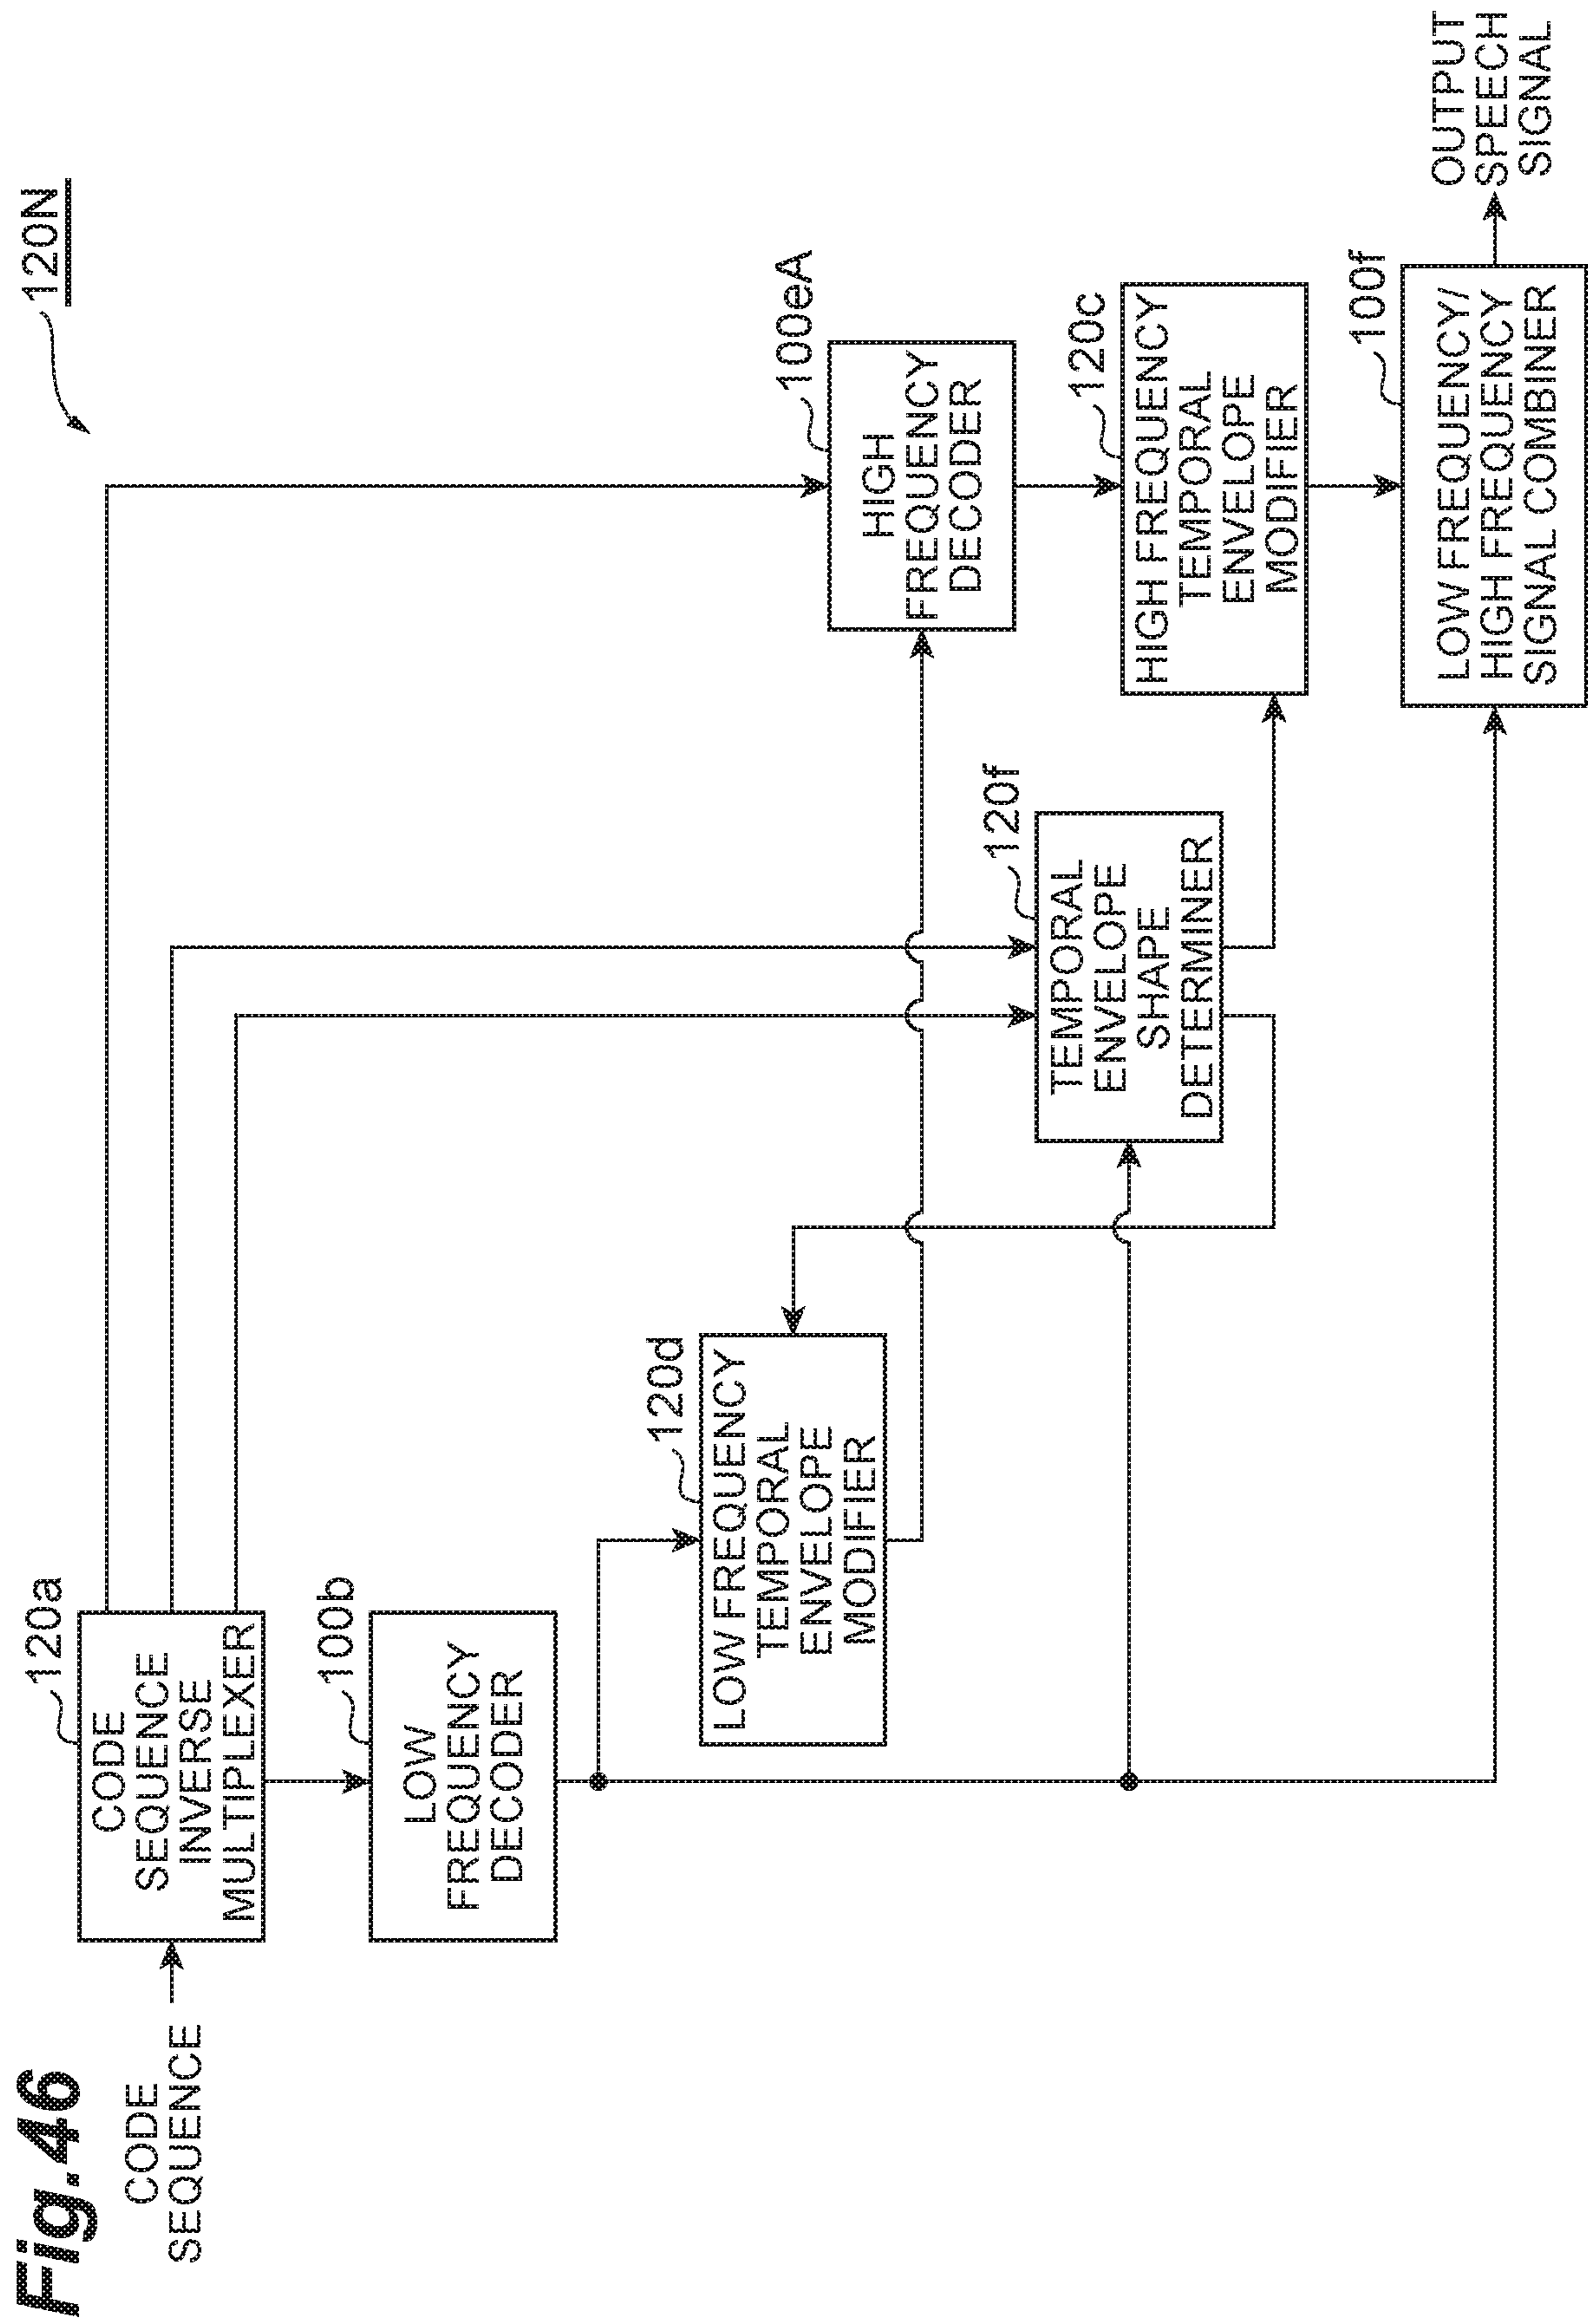 Fig.46
120N
CODE
SEQUENCE
120a
CODE
SEQUENCE
INVERSE
MULTIPLEXER
100b
LOW
FREQUENCY
DECODER
120d
LOW FREQUENCY
TEMPORAL
ENVELOPE
MODIFIER
100eA
HIGH
FREQUENCY
DECODER
120f
TEMPORAL
ENVELOPE
SHAPE
DETERMINER
120c
HIGH FREQUENCY
TEMPORAL
ENVELOPE
MODIFIER
100f
LOW FREQUENCY/
HIGH FREQUENCY
SIGNAL COMBINER
OUTPUT
SPEECH
SIGNAL